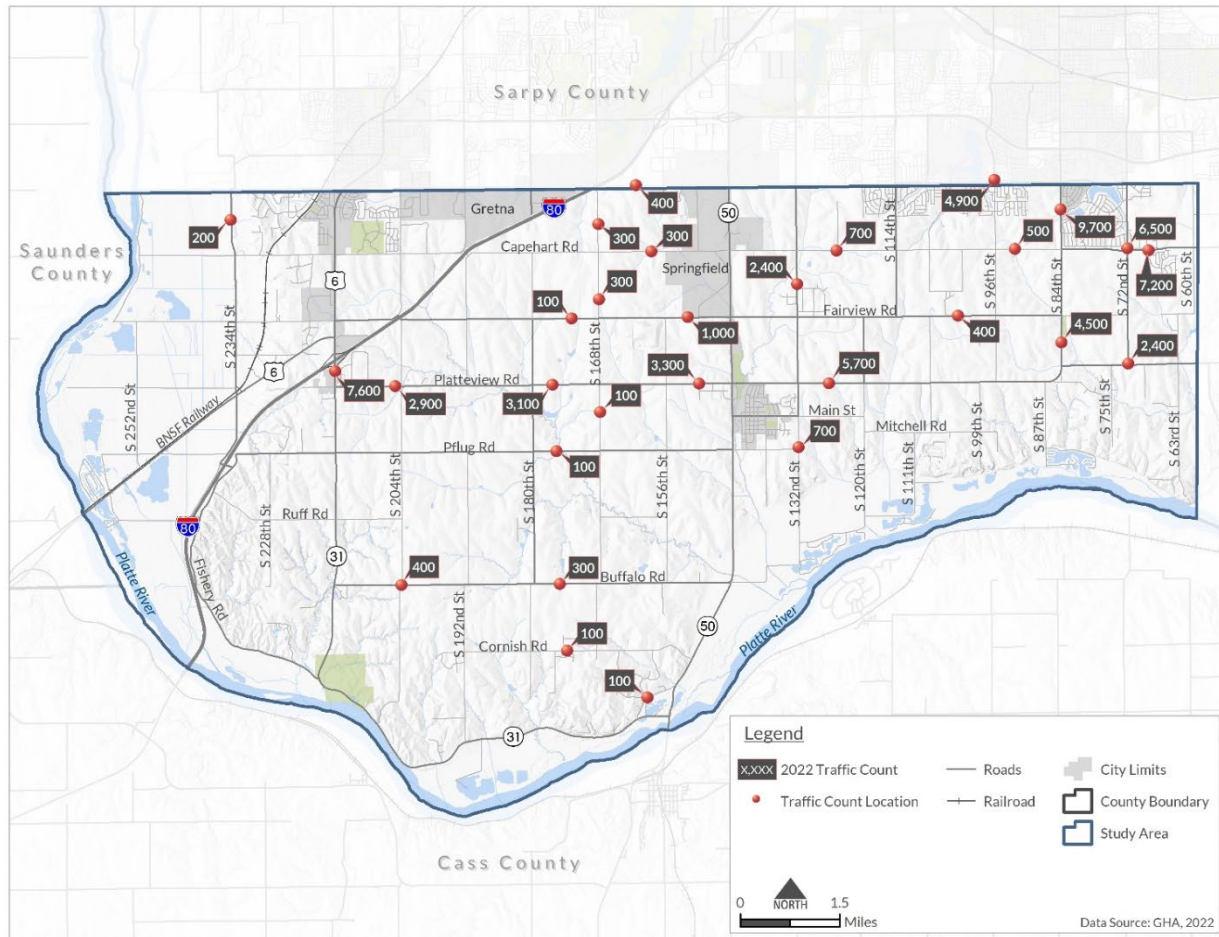 Sarpy County
400
4,900
Gretna
80
50
200
9,700
6,500
Saunders
County
300
300
700
500
Capehart Rd
S 114th St
S 96th St
S 84th St
S 72nd St
S 60th St
Springfield
2,400
7,200
6
300
100
S 234th St
Fairview Rd
1,000
400
4,500
2,400
S 168th St
3,300
5,700
6
Platteview Rd
7,600
2,900
3,100
100
BNSF Railway
S 252nd St
Main St
Mitchell Rd
S 99th St
S 87th St
S 75th St
S 63rd St
700
Pflug Rd
100
S 204th St
S 180th St
S 156th St
S 132nd St
S 120th St
S 111th St
Ruff Rd
80
S 228th St
31
Fishery Rd
Platte River
400
300
Buffalo Rd
S 192nd St
50
Platte River
Cornish Rd
100
100
31
Cass County
Legend
X,XXX 2022 Traffic Count
Traffic Count Location
Roads
Railroad
City Limits
County Boundary
Study Area
NORTH
0 1.5
Miles
Data Source: GHA, 2022